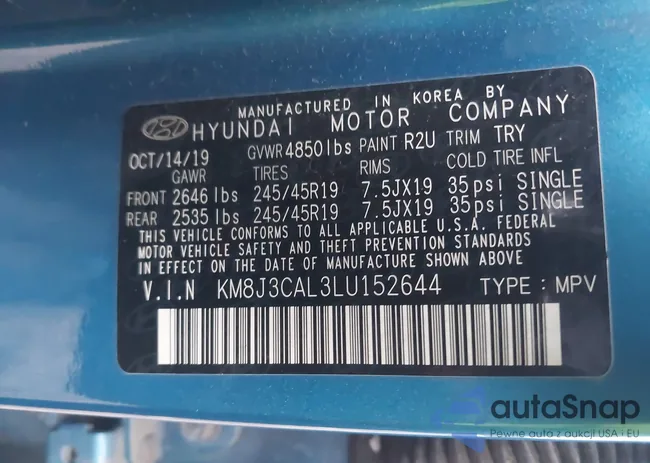 MANUFACTURED IN KOREA BY
HYUNDAI MOTOR COMPANY
OCT/14/19 GVWR 4850lbs PAINT R2U TRIM TRY
GAWR TIRES RIMS COLD TIRE INFL
FRONT 2646 lbs 245/45R19 7.5JX19 35psi SINGLE
REAR 2535 lbs 245/45R19 7.5JX19 35psi SINGLE
THIS VEHICLE CONFORMS TO ALL APPLICABLE U.S.A. FEDERAL
MOTOR VEHICLE SAFETY AND THEFT PREVENTION STANDARDS
IN EFFECT ON THE DATE OF MANUFACTURE SHOWN ABOVE
V.I.N KM8J3CAL3LU152644 TYPE : MPV
autaSnap
Pewne auta z aukcji USA i EU